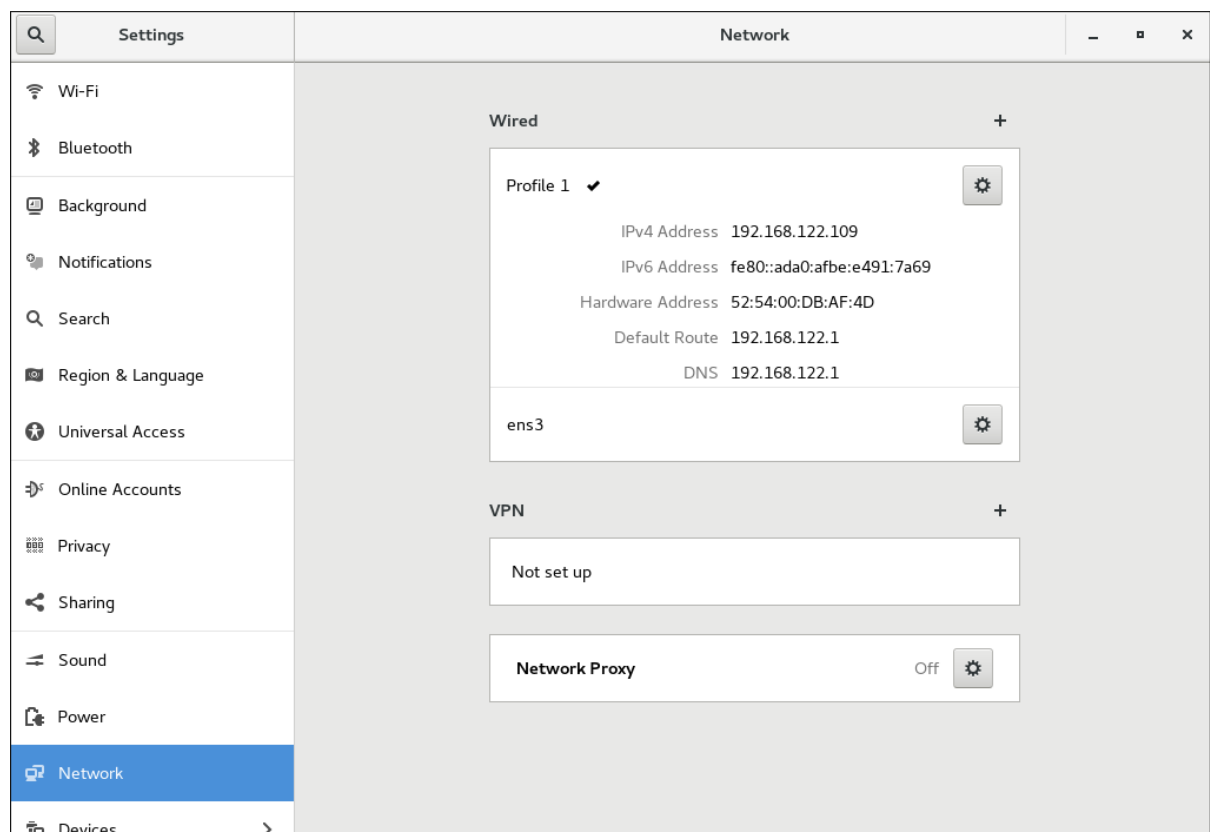 Settings
Network
Wi-Fi
Bluetooth
Background
Notifications
Search
Region & Language
Universal Access
Online Accounts
Privacy
Sharing
Sound
Power
Network
Devices
Wired
Profile 1
IPv4 Address 192.168.122.109
IPv6 Address fe80::ada0:afbe:e491:7a69
Hardware Address 52:54:00:DB:AF:4D
Default Route 192.168.122.1
DNS 192.168.122.1
ens3
VPN
Not set up
Network Proxy Off